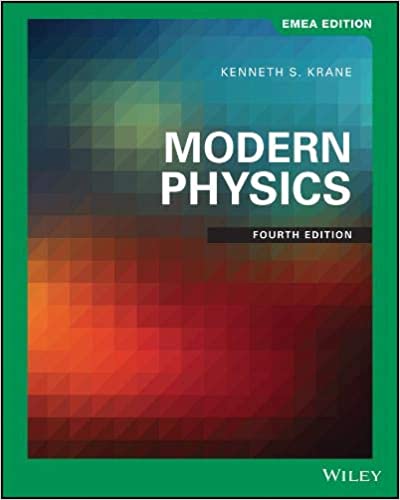 EMEA EDITION
KENNETH S. KRANE
MODERN
PHYSICS
FOURTH EDITION
WILEY